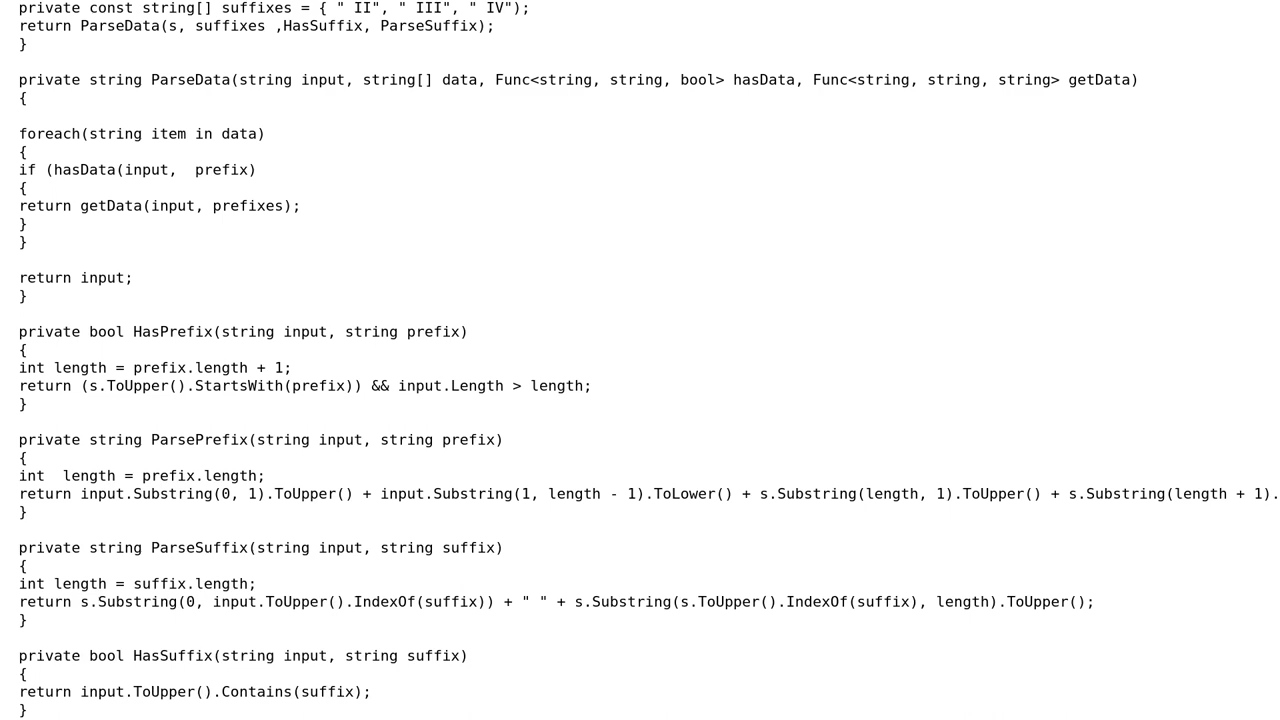 private const string[] suffixes = { " II", " III", " IV");
return ParseData(s, suffixes ,HasSuffix, ParseSuffix);
}
private string ParseData(string input, string[] data, Func<string, string, bool> hasData, Func<string, string, string> getData)
{
foreach(string item in data)
{
if (hasData(input,  prefix)
{
return getData(input, prefixes);
}
}
return input;
}
private bool HasPrefix(string input, string prefix)
{
int length = prefix.length + 1;
return (s.ToUpper().StartsWith(prefix)) && input.Length > length;
}
private string ParsePrefix(string input, string prefix)
{
int  length = prefix.length;
return input.Substring(0, 1).ToUpper() + input.Substring(1, length - 1).ToLower() + s.Substring(length, 1).ToUpper() + s.Substring(length + 1).
}
private string ParseSuffix(string input, string suffix)
{
int length = suffix.length;
return s.Substring(0, input.ToUpper().IndexOf(suffix)) + " " + s.Substring(s.ToUpper().IndexOf(suffix), length).ToUpper();
}
private bool HasSuffix(string input, string suffix)
{
return input.ToUpper().Contains(suffix);
}